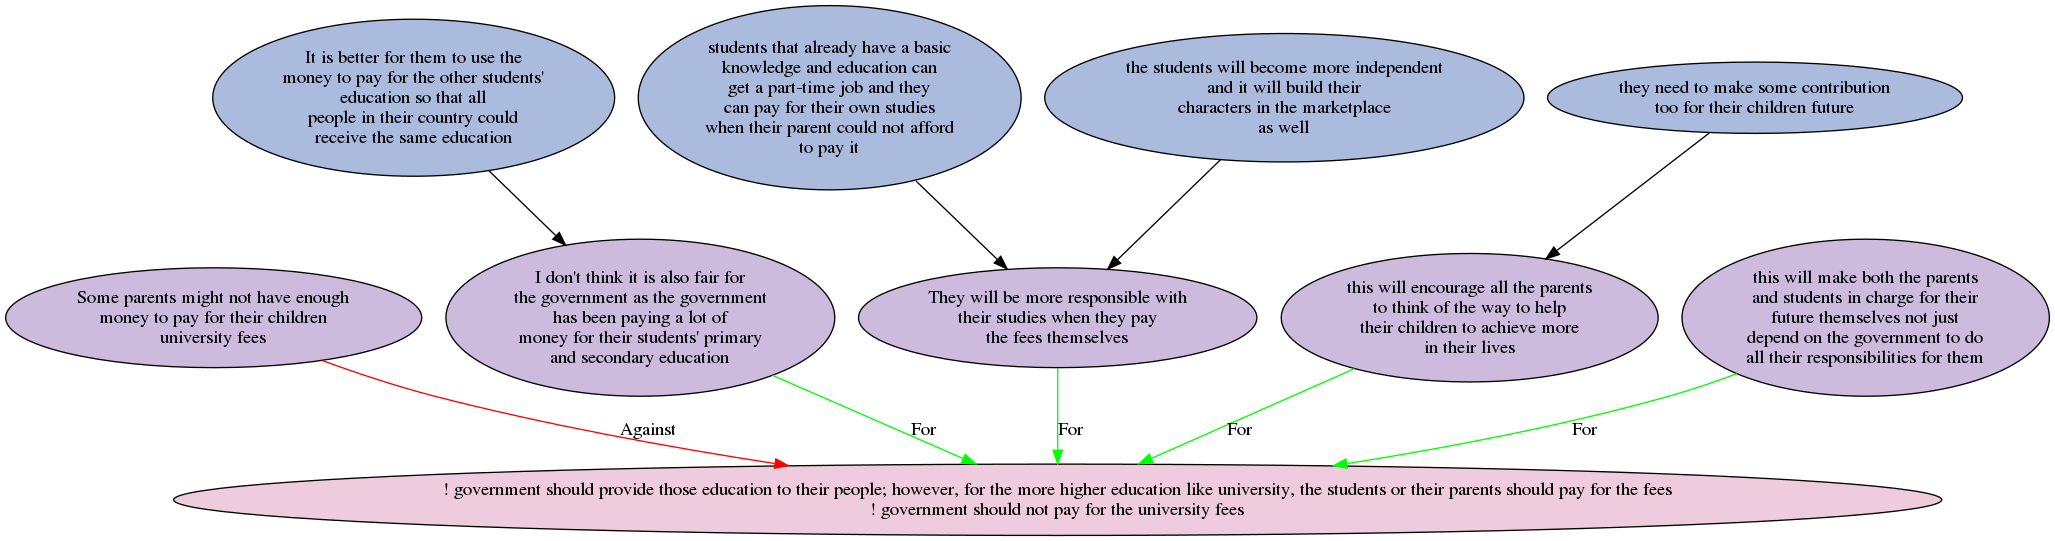 It is better for them to use the
money to pay for the other students'
education so that all
people in their country could
receive the same education
students that already have a basic
knowledge and education can
get a part-time job and they
can pay for their own studies
when their parent could not afford
to pay it
the students will become more independent
and it will build their
characters in the marketplace
as well
they need to make some contribution
too for their children future
Some parents might not have enough
money to pay for their children
university fees
I don't think it is also fair for
the government as the government
has been paying a lot of
money for their students' primary
and secondary education
They will be more responsible with
their studies when they pay
the fees themselves
this will encourage all the parents
to think of the way to help
their children to achieve more
in their lives
this will make both the parents
and students in charge for their
future themselves not just
depend on the government to do
all their responsibilities for them
Against
For
For
For
For
! government should provide those education to their people; however, for the more higher education like university, the students or their parents should pay for the fees
! government should not pay for the university fees